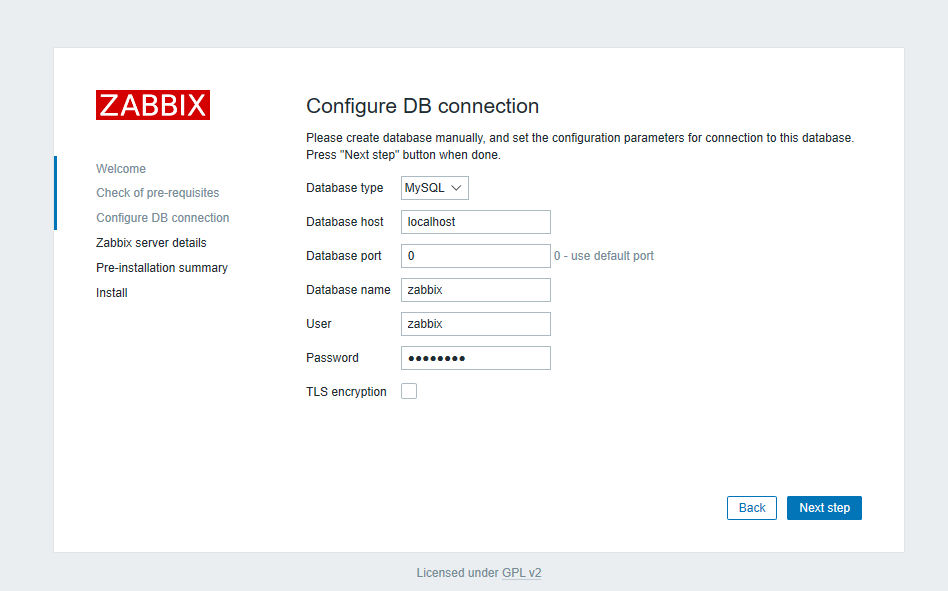 ZABBIX
Welcome
Check of pre-requisites
Configure DB connection
Zabbix server details
Pre-installation summary
Install
Configure DB connection
Please create database manually, and set the configuration parameters for connection to this database.
Press "Next step" button when done.
Database type MySQL
Database host localhost
Database port 0 0 - use default port
Database name zabbix
User zabbix
Password ●●●●●●●●
TLS encryption
Back Next step
Licensed under GPL v2